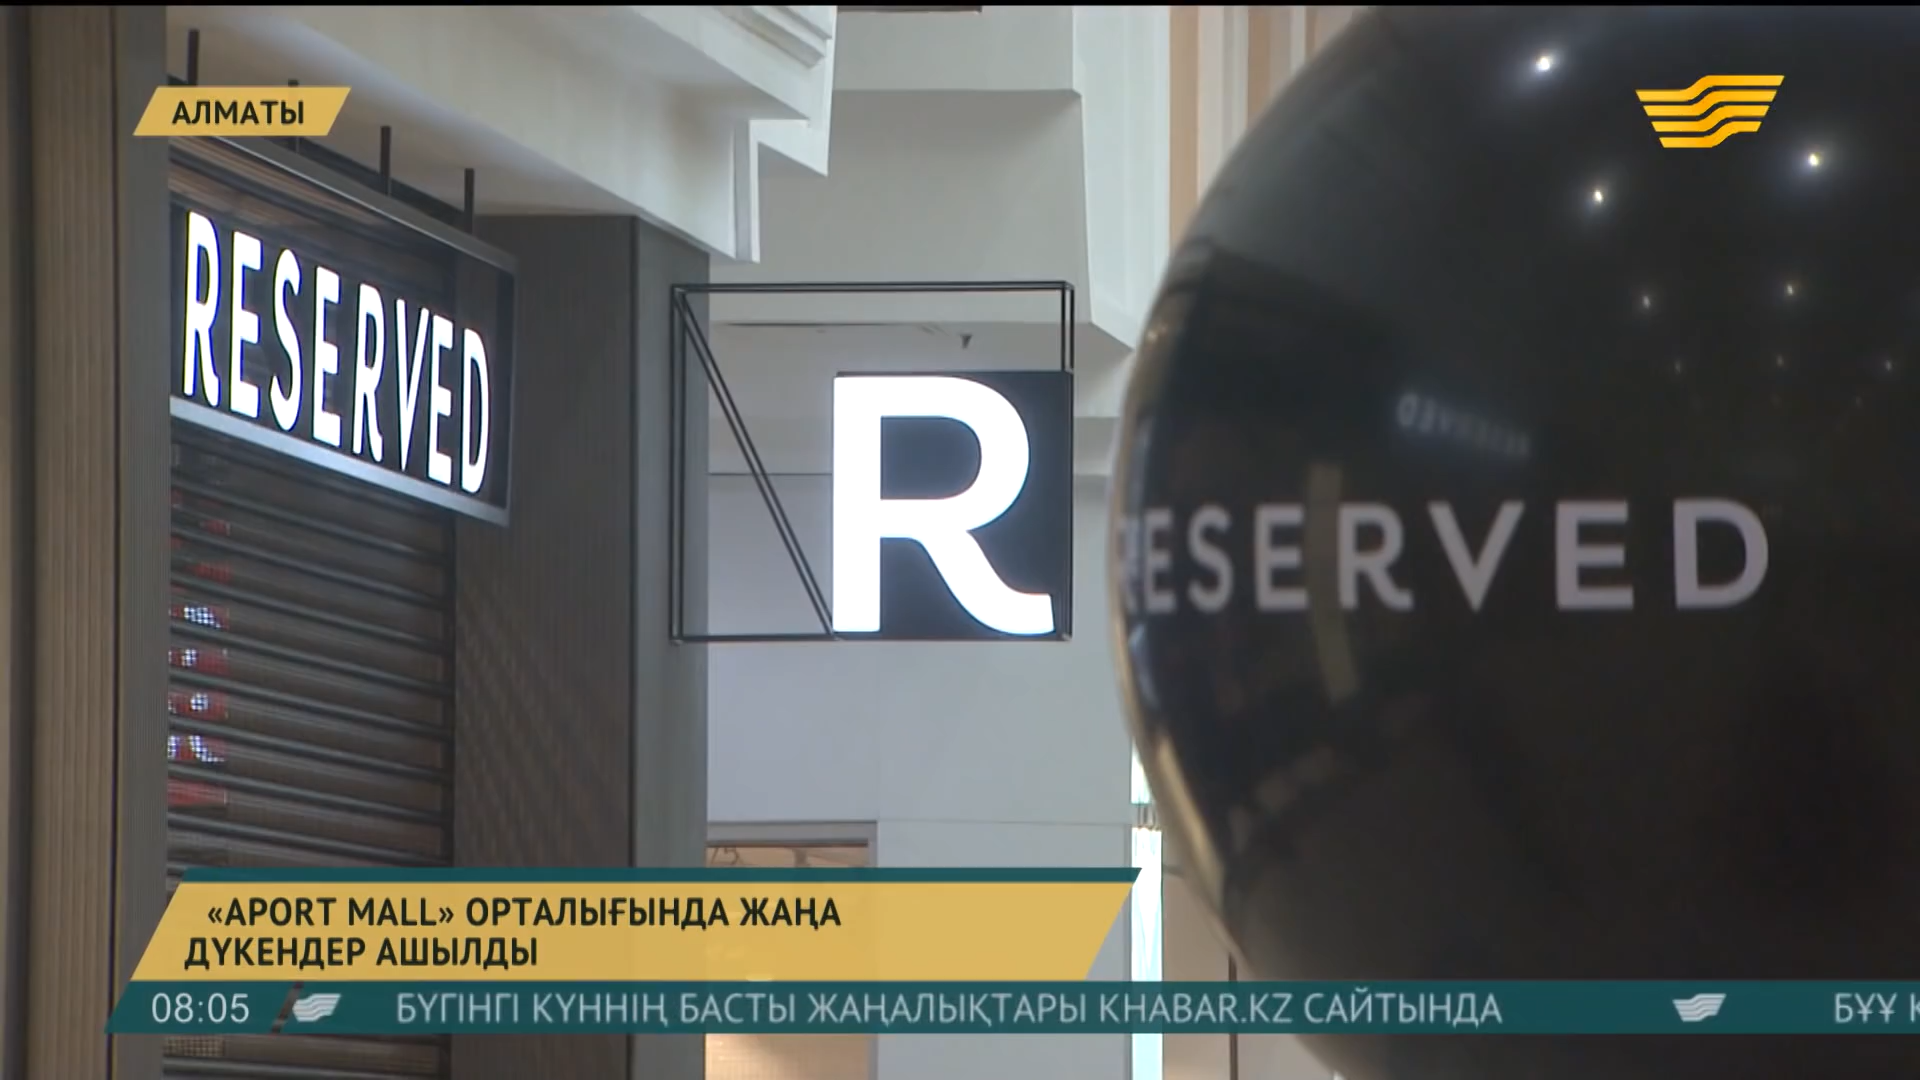 АЛМАТЫ
RESERVED
R
RESERVED
RESERVED
«APORT MALL» ОРТАЛЫҒЫНДА ЖАҢА
ДҮКЕНДЕР АШЫЛДЫ
08:05 БҮГІНГІ КҮННІҢ БАСТЫ ЖАҢАЛЫҚТАРЫ KHABAR.KZ САЙТЫНДА БҰҰ